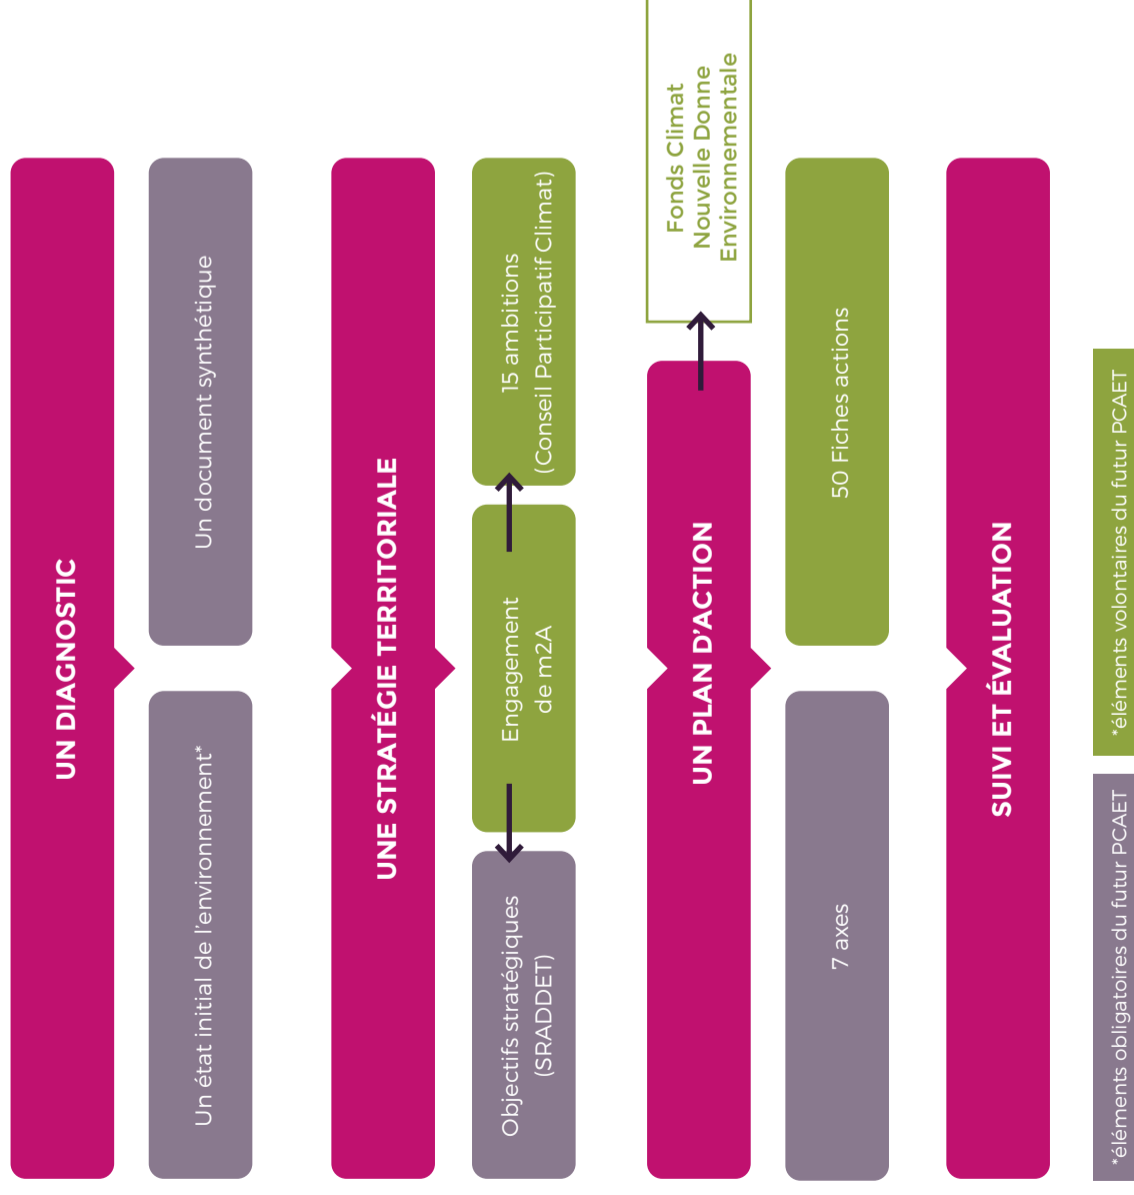 UN DIAGNOSTIC
Un état initial de l'environnement*
Un document synthétique
UNE STRATÉGIE TERRITORIALE
Objectifs stratégiques
(SRADDET)
Engagement
de m2A
15 ambitions
(Conseil Participatif Climat)
UN PLAN D'ACTION
Fonds Climat
Nouvelle Donne
Environnementale
7 axes
50 Fiches actions
SUIVI ET ÉVALUATION
*éléments obligatoires du futur PCAET
*éléments volontaires du futur PCAET